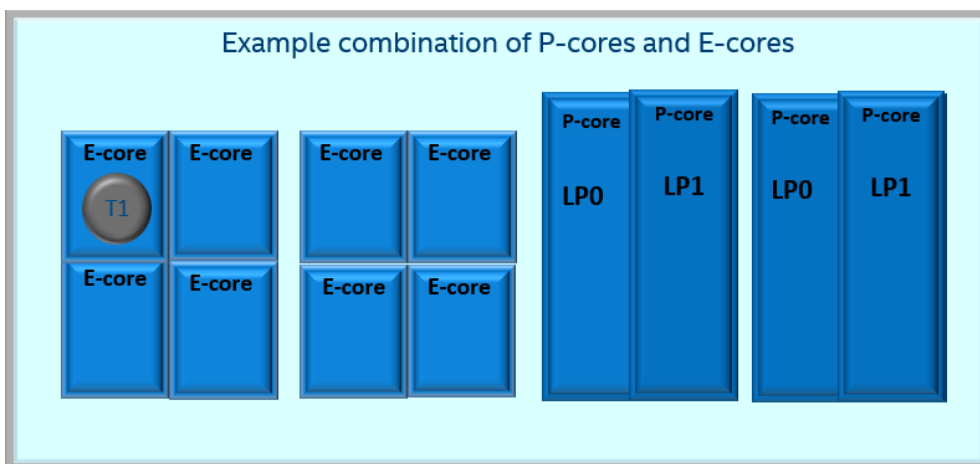 Example combination of P-cores and E-cores
E-core
E-core
T1
E-core
E-core
E-core
E-core
E-core
E-core
P-core
LP0
P-core
LP1
P-core
LP0
P-core
LP1